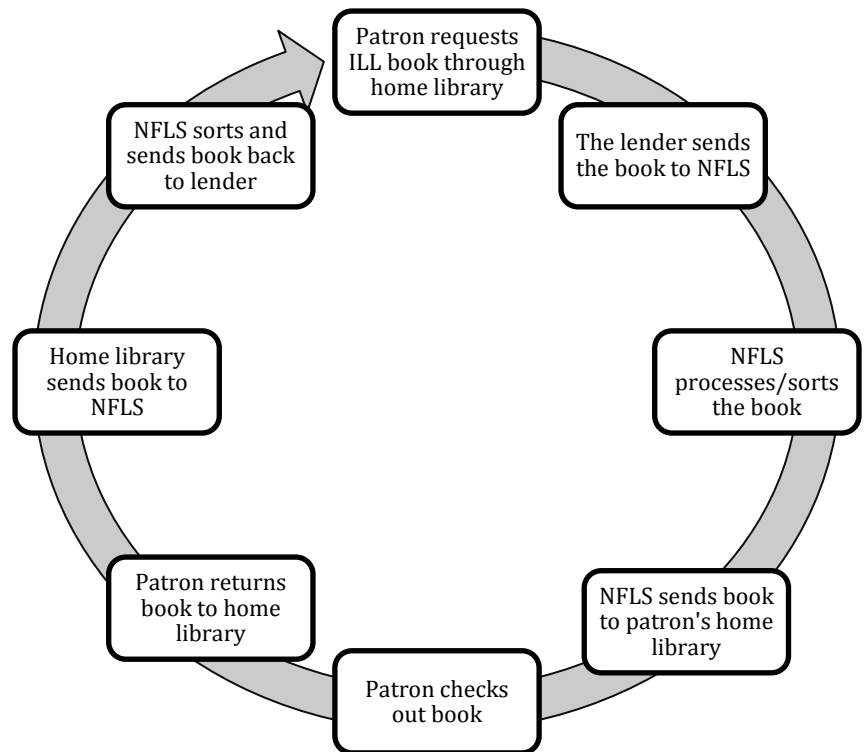 Patron requests
ILL book through
home library
The lender sends
the book to NFLS
NFLS
processes/sorts
the book
NFLS sends book
to patron's home
library
Patron checks
out book
Patron returns
book to home
library
Home library
sends book to
NFLS
NFLS sorts and
sends book back
to lender